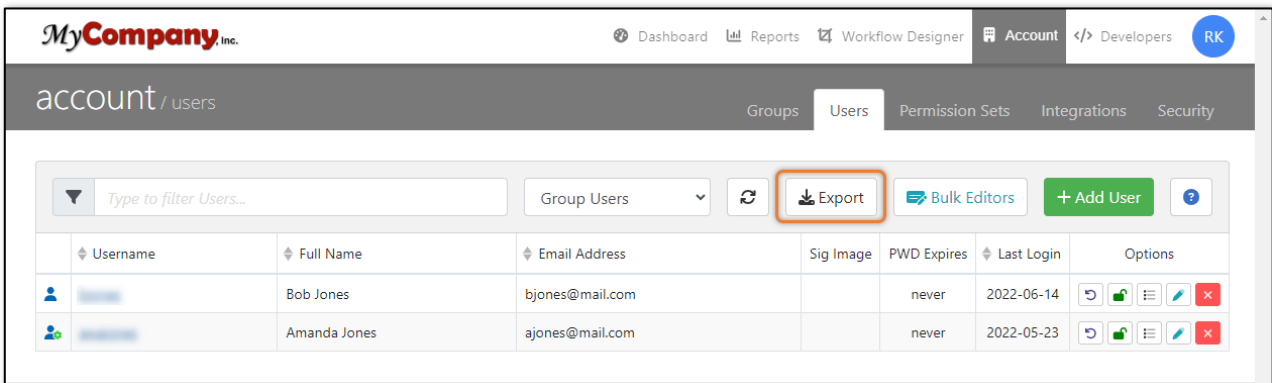 MyCompany, Inc. Dashboard Reports Workflow Designer Account </> Developers RK
account / users Groups Users Permission Sets Integrations Security
Type to filter Users... Group Users Export Bulk Editors + Add User ?
Username Full Name Email Address Sig Image PWD Expires Last Login Options
Bob Jones bjones@mail.com never 2022-06-14
Amanda Jones ajones@mail.com never 2022-05-23